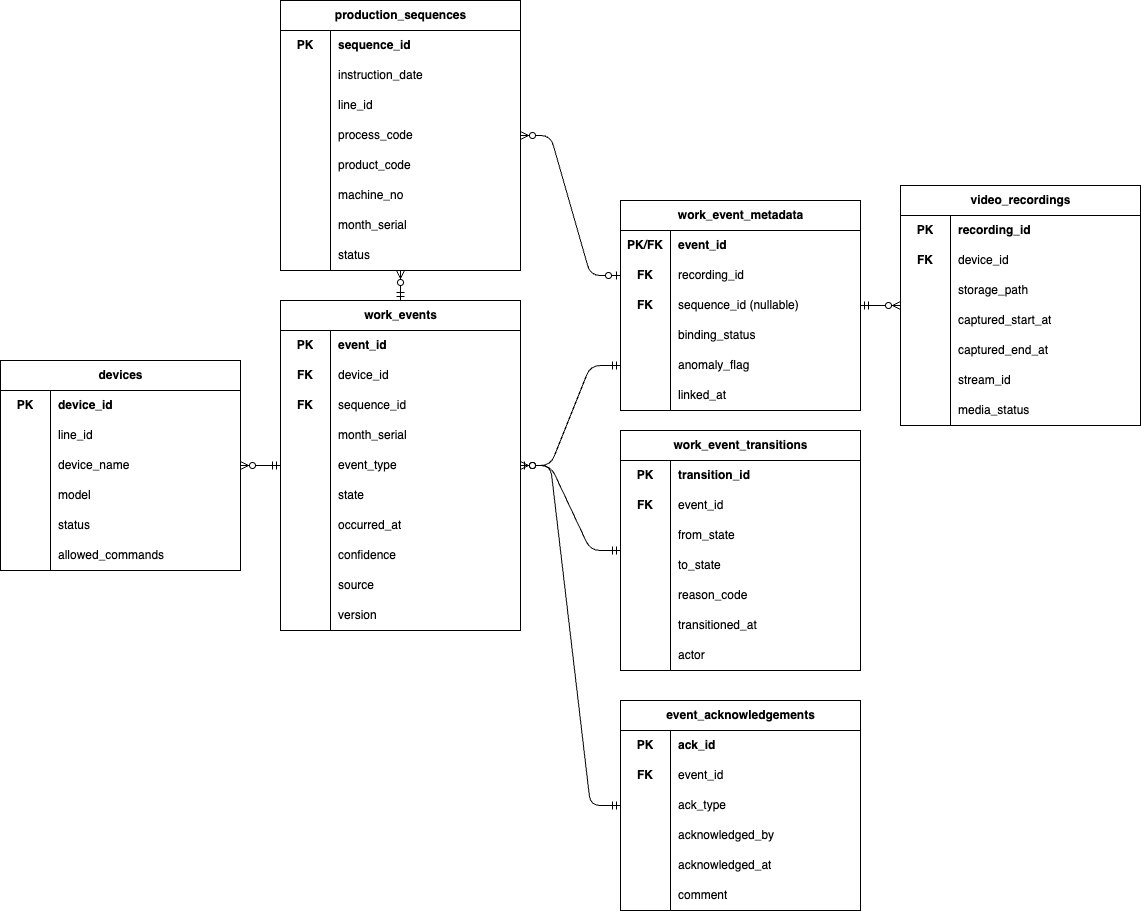 production_sequences
PK sequence_id
instruction_date
line_id
process_code
product_code
machine_no
month_serial
status
work_events
PK event_id
FK device_id
FK sequence_id
month_serial
event_type
state
occurred_at
confidence
source
version
devices
PK device_id
line_id
device_name
model
status
allowed_commands
work_event_metadata
PK/FK event_id
FK recording_id
FK sequence_id (nullable)
binding_status
anomaly_flag
linked_at
video_recordings
PK recording_id
FK device_id
storage_path
captured_start_at
captured_end_at
stream_id
media_status
work_event_transitions
PK transition_id
FK event_id
from_state
to_state
reason_code
transitioned_at
actor
event_acknowledgements
PK ack_id
FK event_id
ack_type
acknowledged_by
acknowledged_at
comment